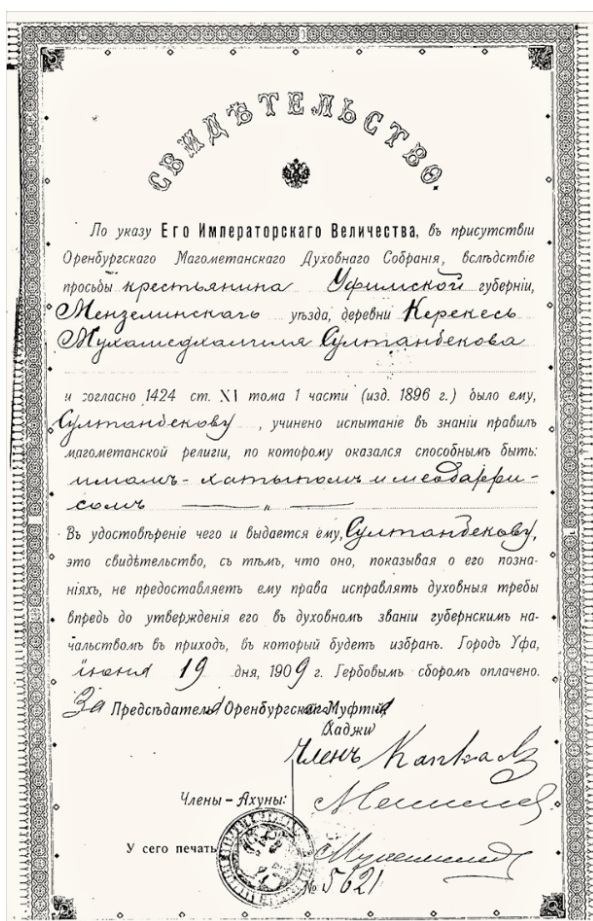 СВИДѢТЕЛЬСТВО.
По указу Его Императорскаго Величества, въ присутствіи
Оренбургскаго Магометанскаго Духовнаго Собранія, вслѣдствіе
просьбы крестьянина Уфимской губерніи,
Мензелинскаго уѣзда, деревни Керекесь
Султанбекова
и согласно 1424 ст. XI тома 1 части (изд. 1896 г.) было ему,
Султанбекову, учинено испытаніе въ знаніи правилъ
магометанской религіи, по которому оказался способнымъ быть:
имамъ-хатыпомъ и мөдарри-
сомъ — „ —
Въ удостовѣреніе чего и выдается ему, Султанбекову,
это свидѣтельство, съ тѣмъ, что оно, показывая о его позна-
ніяхъ, не предоставляетъ ему права исправлять духовныя требы
впредь до утвержденія его въ духовномъ званіи губернскимъ на-
чальствомъ въ приходъ, въ который будетъ избранъ. Городъ Уфа,
іюня 19 дня, 1909 г. Гербовымъ сборомъ оплачено.
За Предсѣдателя Оренбургскаго Муфтія
Хаджи
Членъ Капкаев
Члены – Ахуны:
У сего печать
№ 5621